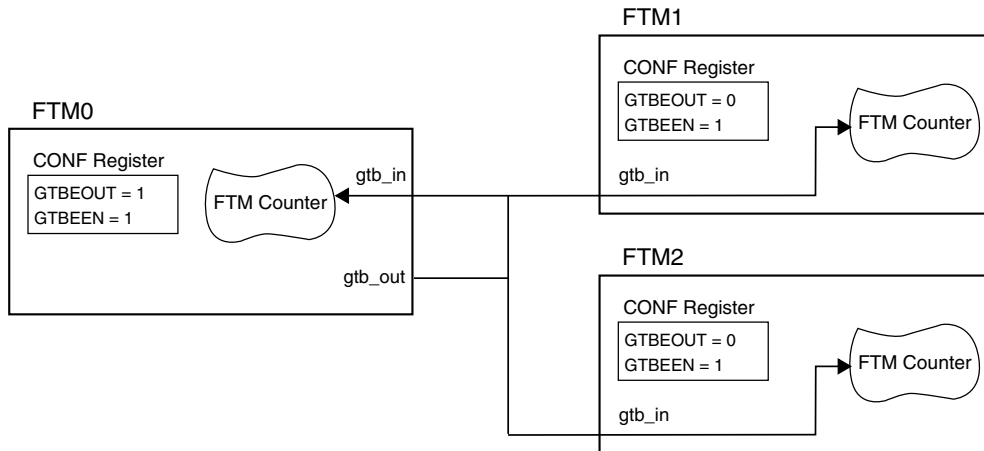 FTM0
CONF Register
GTBEOUT = 1
GTBEEN = 1
FTM Counter
gtb_in
gtb_out
FTM1
CONF Register
GTBEOUT = 0
GTBEEN = 1
FTM Counter
gtb_in
FTM2
CONF Register
GTBEOUT = 0
GTBEEN = 1
FTM Counter
gtb_in